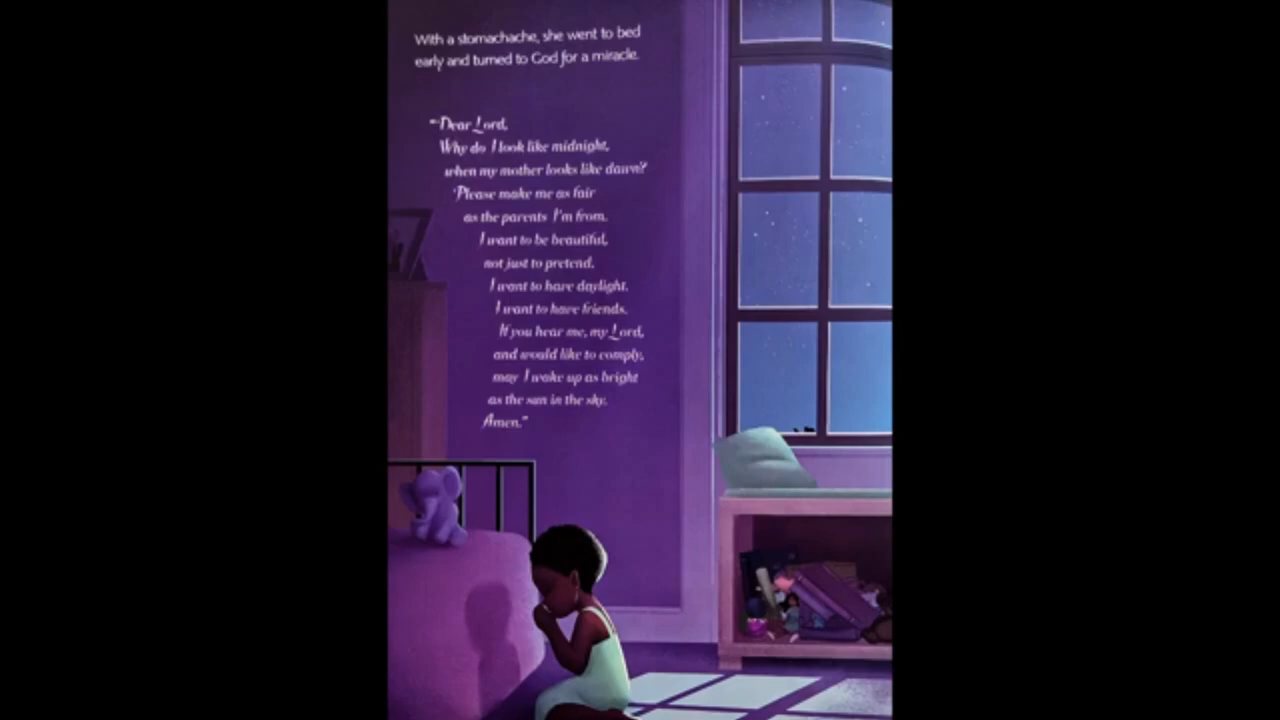 With a stomachache, she went to bed
early and turned to God for a miracle.
"Dear Lord,
Why do I look like midnight,
when my mother looks like dawn?
Please make me as fair
as the parents I'm from.
I want to be beautiful,
not just to pretend.
I want to have daylight.
I want to have friends.
If you hear me, my Lord,
and would like to comply,
may I wake up as bright
as the sun in the sky.
Amen."